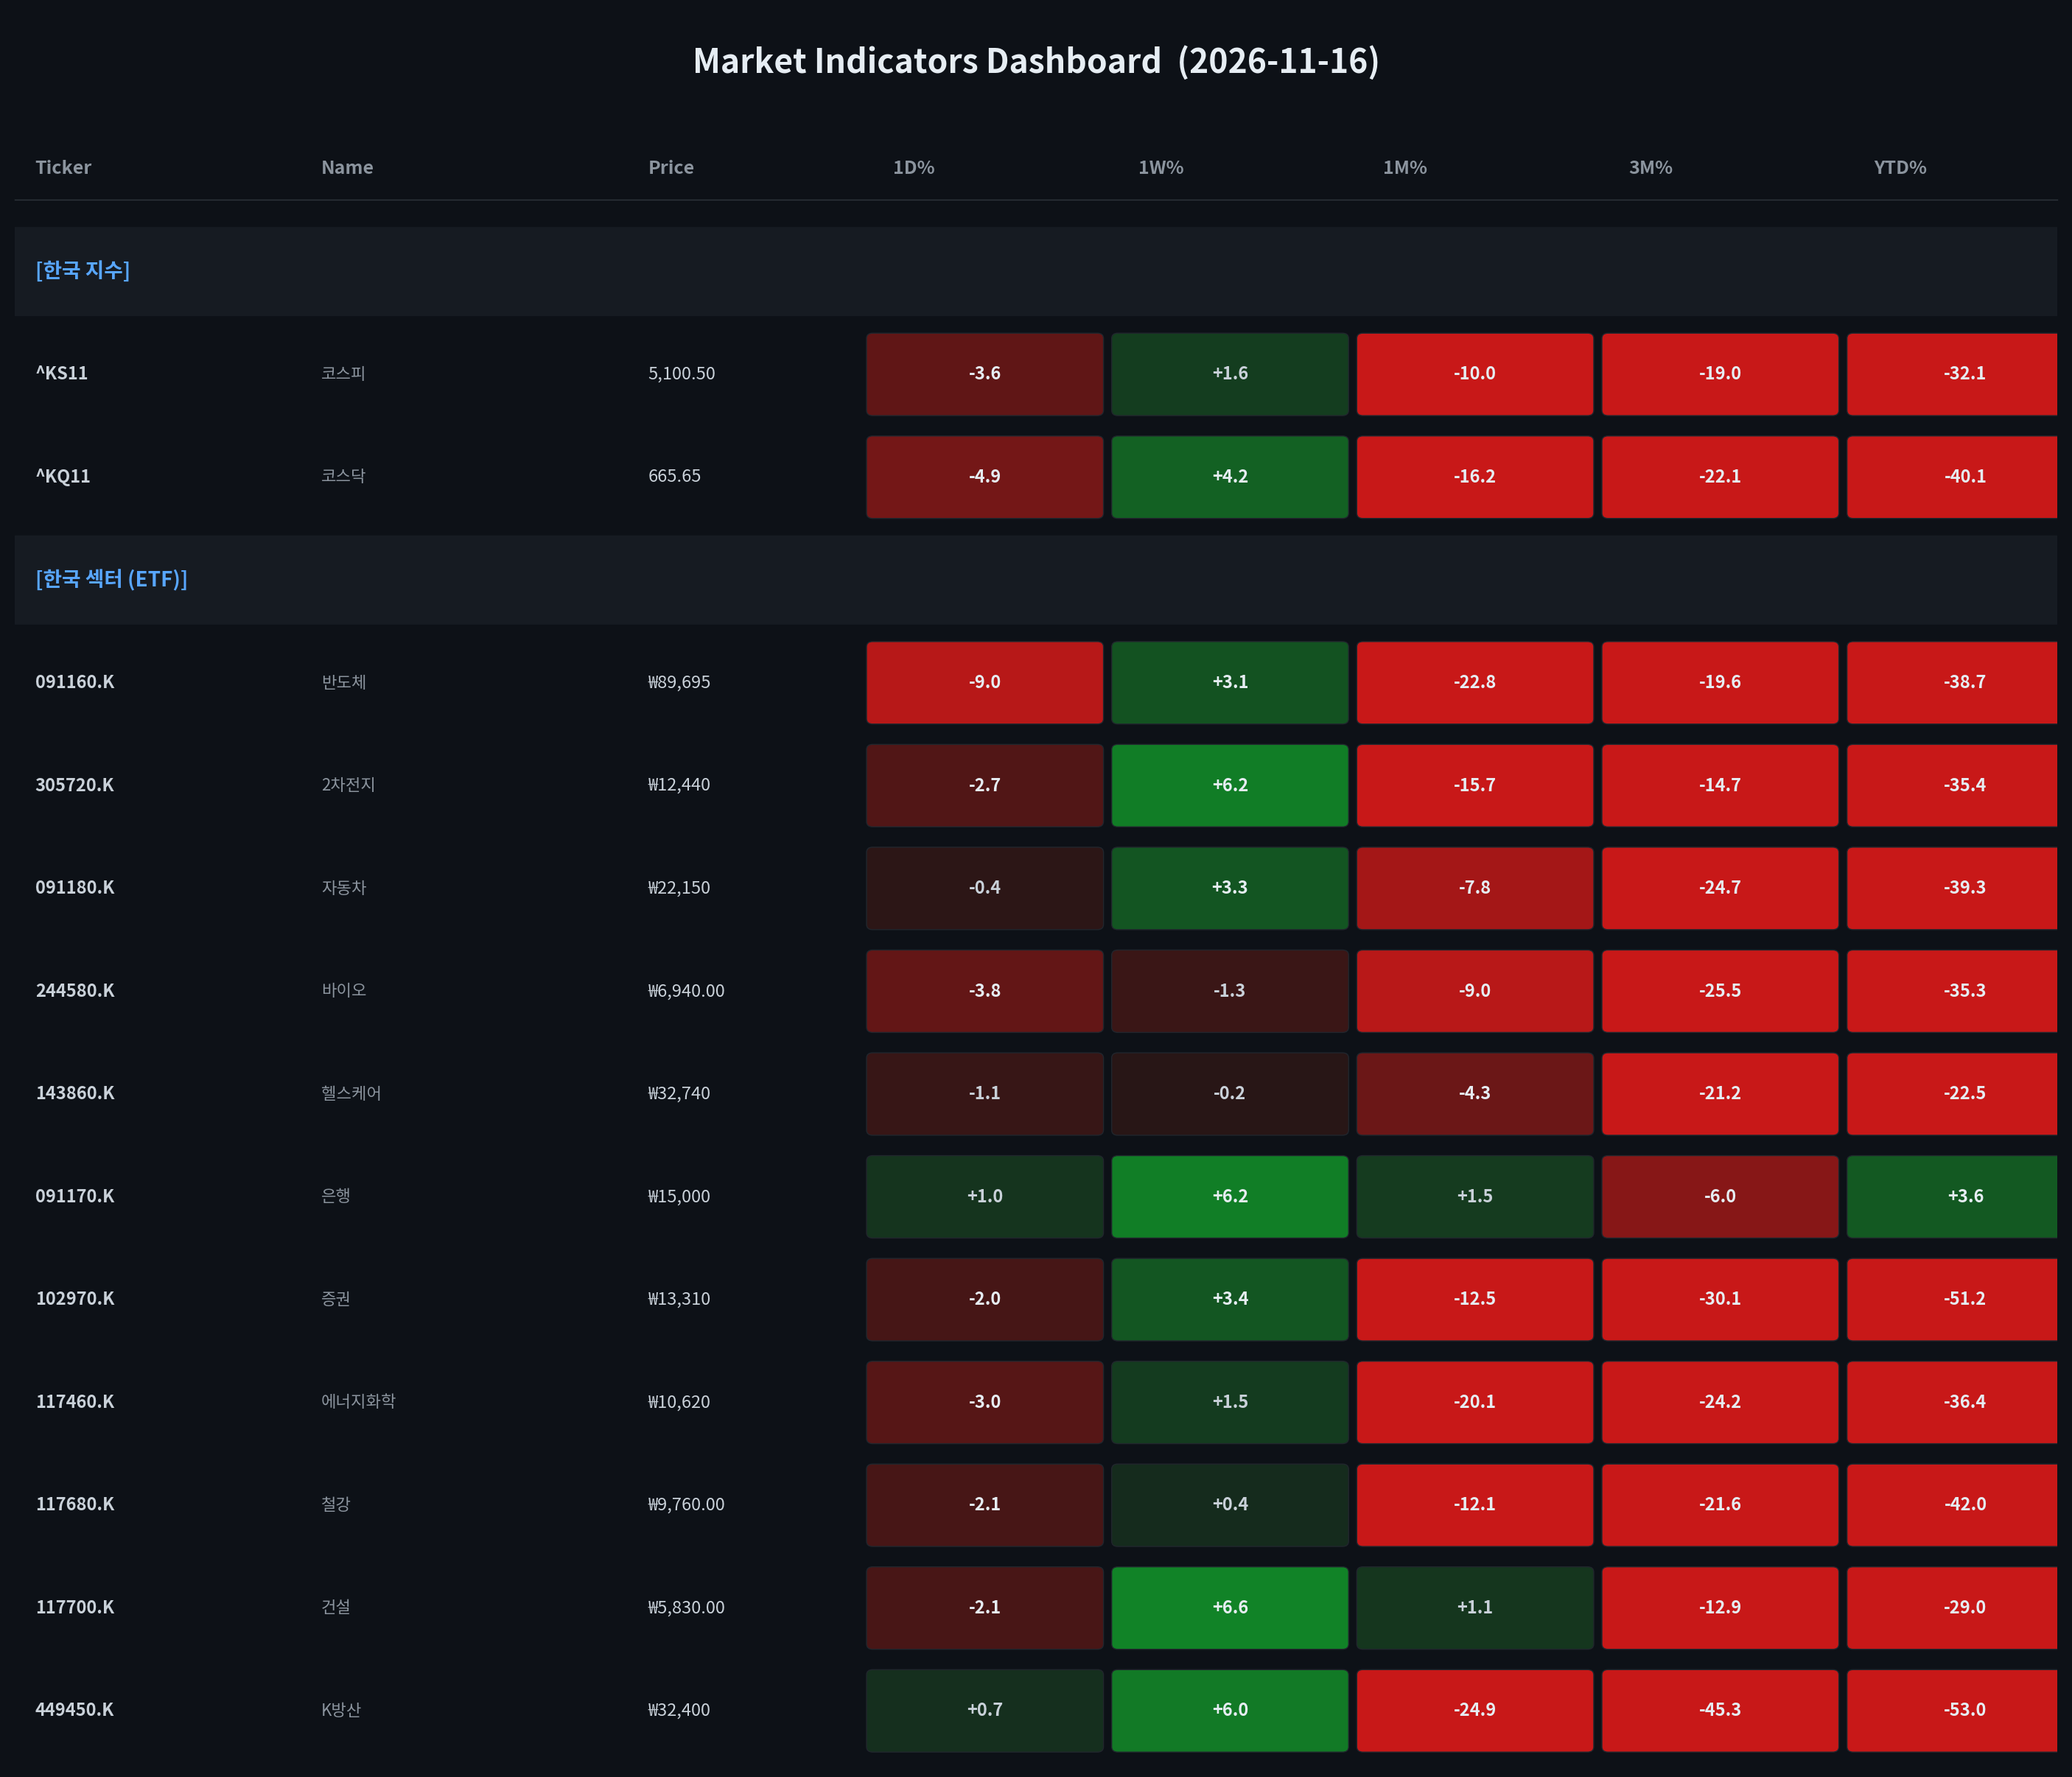 Market Indicators Dashboard (2026-11-16)
Ticker Name Price 1D% 1W% 1M% 3M% YTD%
[한국 지수]
^KS11 코스피 5,100.50 -3.6 +1.6 -10.0 -19.0 -32.1
^KQ11 코스닥 665.65 -4.9 +4.2 -16.2 -22.1 -40.1
[한국 섹터 (ETF)]
091160.K 반도체 ₩89,695 -9.0 +3.1 -22.8 -19.6 -38.7
305720.K 2차전지 ₩12,440 -2.7 +6.2 -15.7 -14.7 -35.4
091180.K 자동차 ₩22,150 -0.4 +3.3 -7.8 -24.7 -39.3
244580.K 바이오 ₩6,940.00 -3.8 -1.3 -9.0 -25.5 -35.3
143860.K 헬스케어 ₩32,740 -1.1 -0.2 -4.3 -21.2 -22.5
091170.K 은행 ₩15,000 +1.0 +6.2 +1.5 -6.0 +3.6
102970.K 증권 ₩13,310 -2.0 +3.4 -12.5 -30.1 -51.2
117460.K 에너지화학 ₩10,620 -3.0 +1.5 -20.1 -24.2 -36.4
117680.K 철강 ₩9,760.00 -2.1 +0.4 -12.1 -21.6 -42.0
117700.K 건설 ₩5,830.00 -2.1 +6.6 +1.1 -12.9 -29.0
449450.K K방산 ₩32,400 +0.7 +6.0 -24.9 -45.3 -53.0